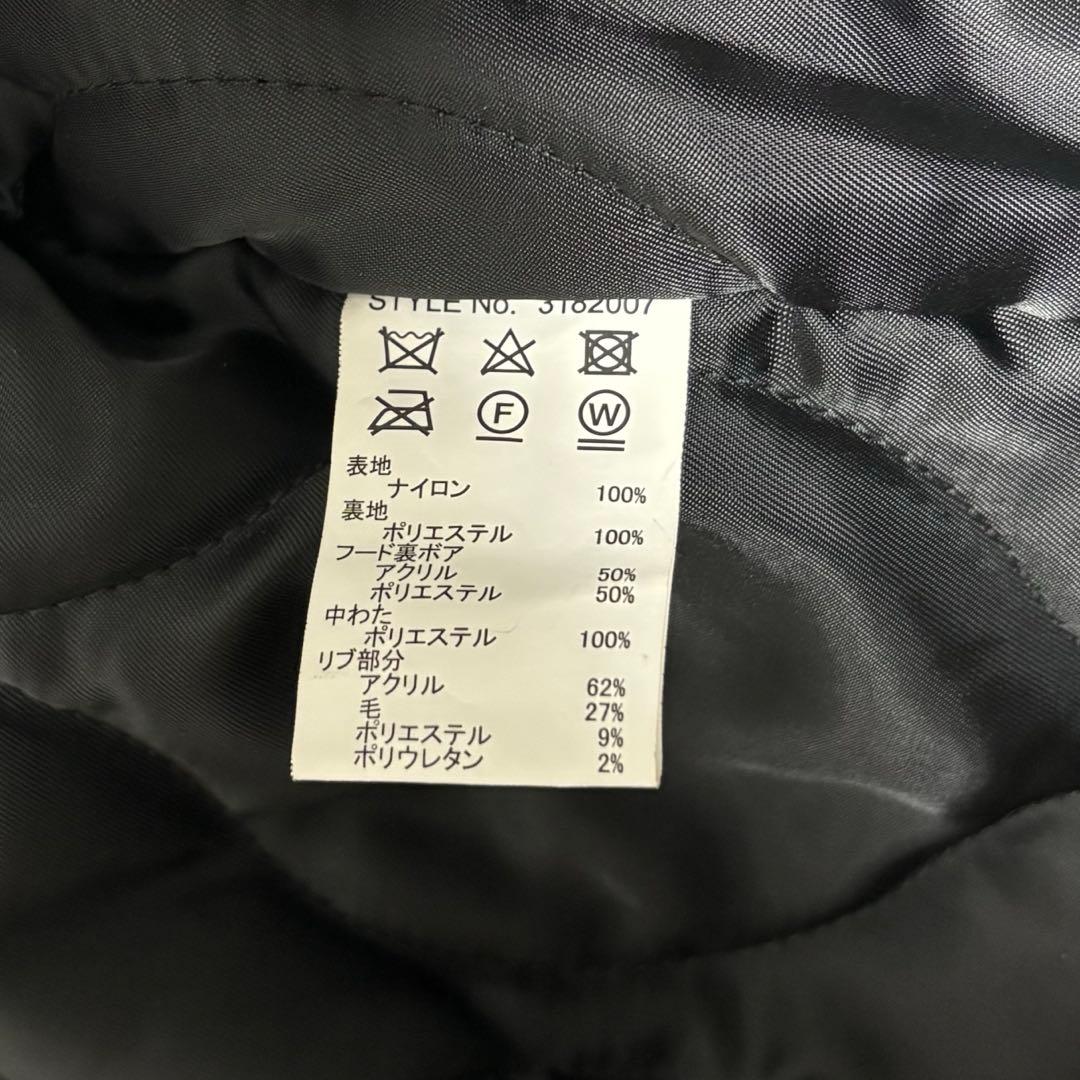 STYLE No. 3182007
F W
表地
ナイロン 100%
裏地
ポリエステル 100%
フード裏ボア
アクリル 50%
ポリエステル 50%
中わた
ポリエステル 100%
リブ部分
アクリル 62%
毛 27%
ポリエステル 9%
ポリウレタン 2%